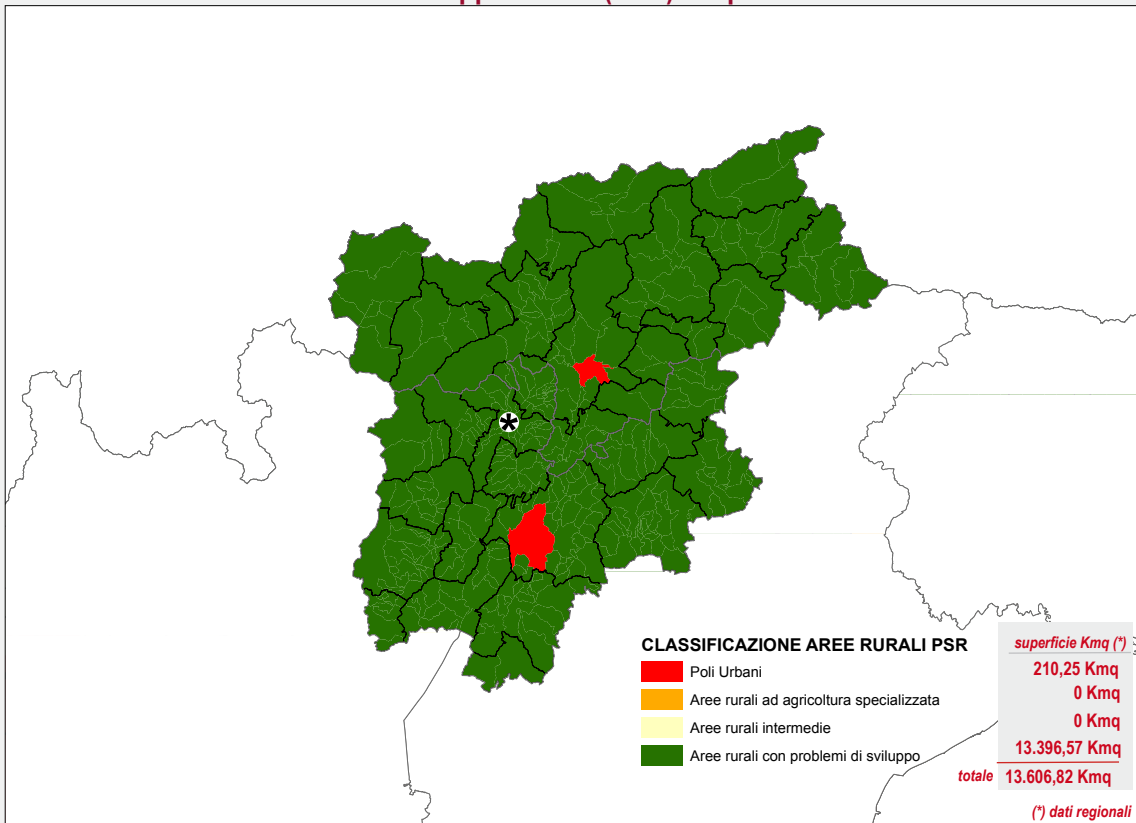 *
CLASSIFICAZIONE AREE RURALI PSR
superficie Kmq (*)
Poli Urbani
210,25 Kmq
Aree rurali ad agricoltura specializzata
0 Kmq
Aree rurali intermedie
0 Kmq
Aree rurali con problemi di sviluppo
13.396,57 Kmq
totale 13.606,82 Kmq
(*) dati regionali